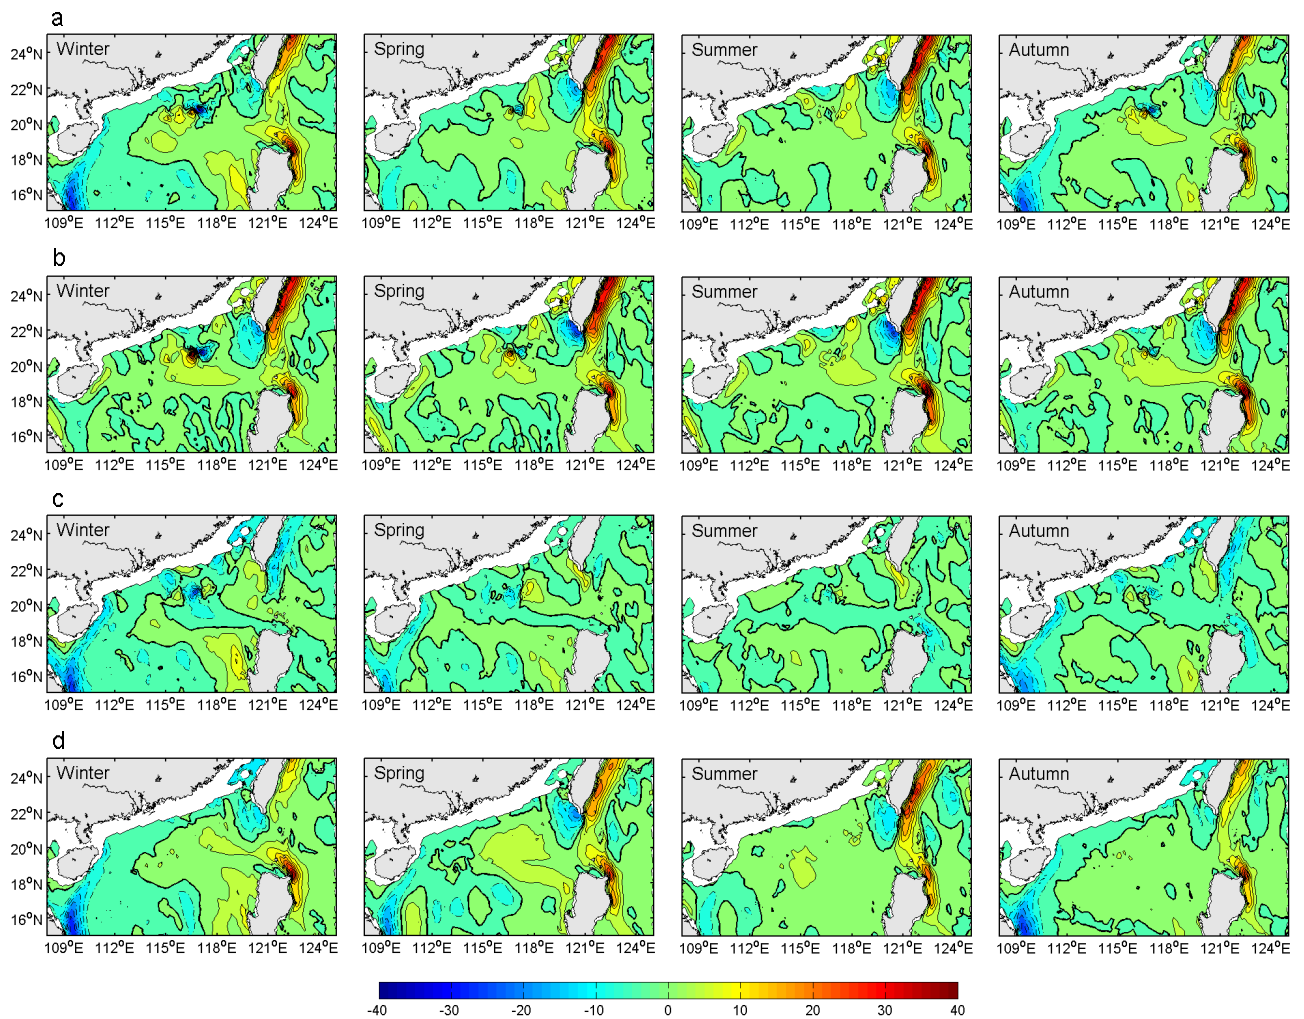 a
Winter Spring Summer Autumn
24°N
22°N
20°N
18°N
16°N
109°E 112°E 115°E 118°E 121°E 124°E 109°E 112°E 115°E 118°E 121°E 124°E 109°E 112°E 115°E 118°E 121°E 124°E 109°E 112°E 115°E 118°E 121°E 124°E
b
Winter Spring Summer Autumn
24°N
22°N
20°N
18°N
16°N
109°E 112°E 115°E 118°E 121°E 124°E 109°E 112°E 115°E 118°E 121°E 124°E 109°E 112°E 115°E 118°E 121°E 124°E 109°E 112°E 115°E 118°E 121°E 124°E
c
Winter Spring Summer Autumn
24°N
22°N
20°N
18°N
16°N
109°E 112°E 115°E 118°E 121°E 124°E 109°E 112°E 115°E 118°E 121°E 124°E 109°E 112°E 115°E 118°E 121°E 124°E 109°E 112°E 115°E 118°E 121°E 124°E
d
Winter Spring Summer Autumn
24°N
22°N
20°N
18°N
16°N
109°E 112°E 115°E 118°E 121°E 124°E 109°E 112°E 115°E 118°E 121°E 124°E 109°E 112°E 115°E 118°E 121°E 124°E 109°E 112°E 115°E 118°E 121°E 124°E
-40 -30 -20 -10 0 10 20 30 40